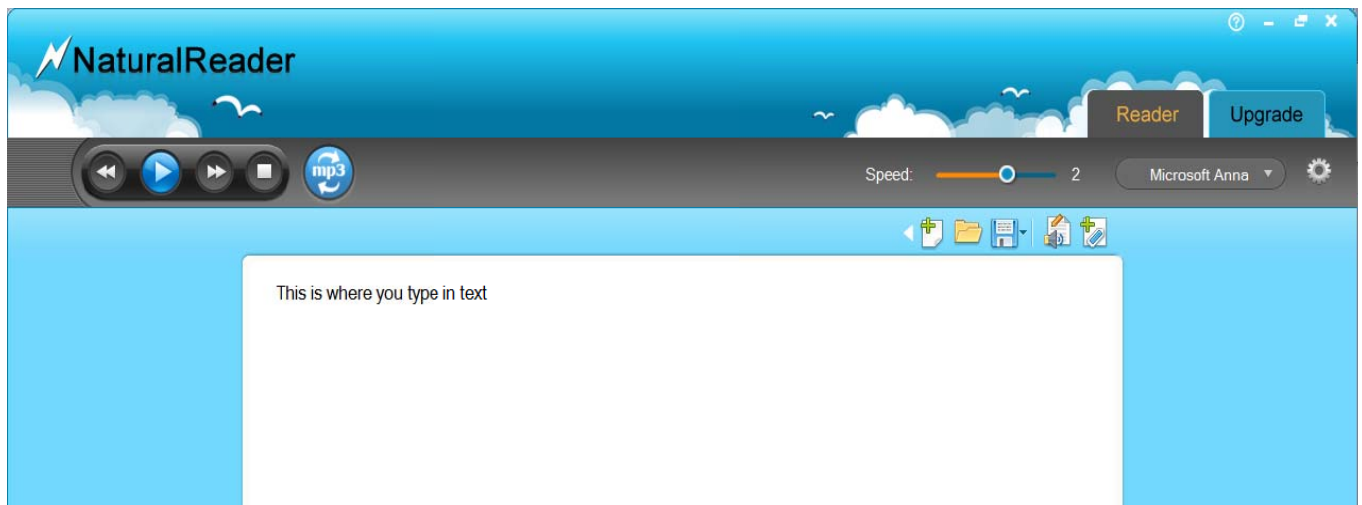 NaturalReader
Reader Upgrade
mp3 Speed: 2 Microsoft Anna
This is where you type in text